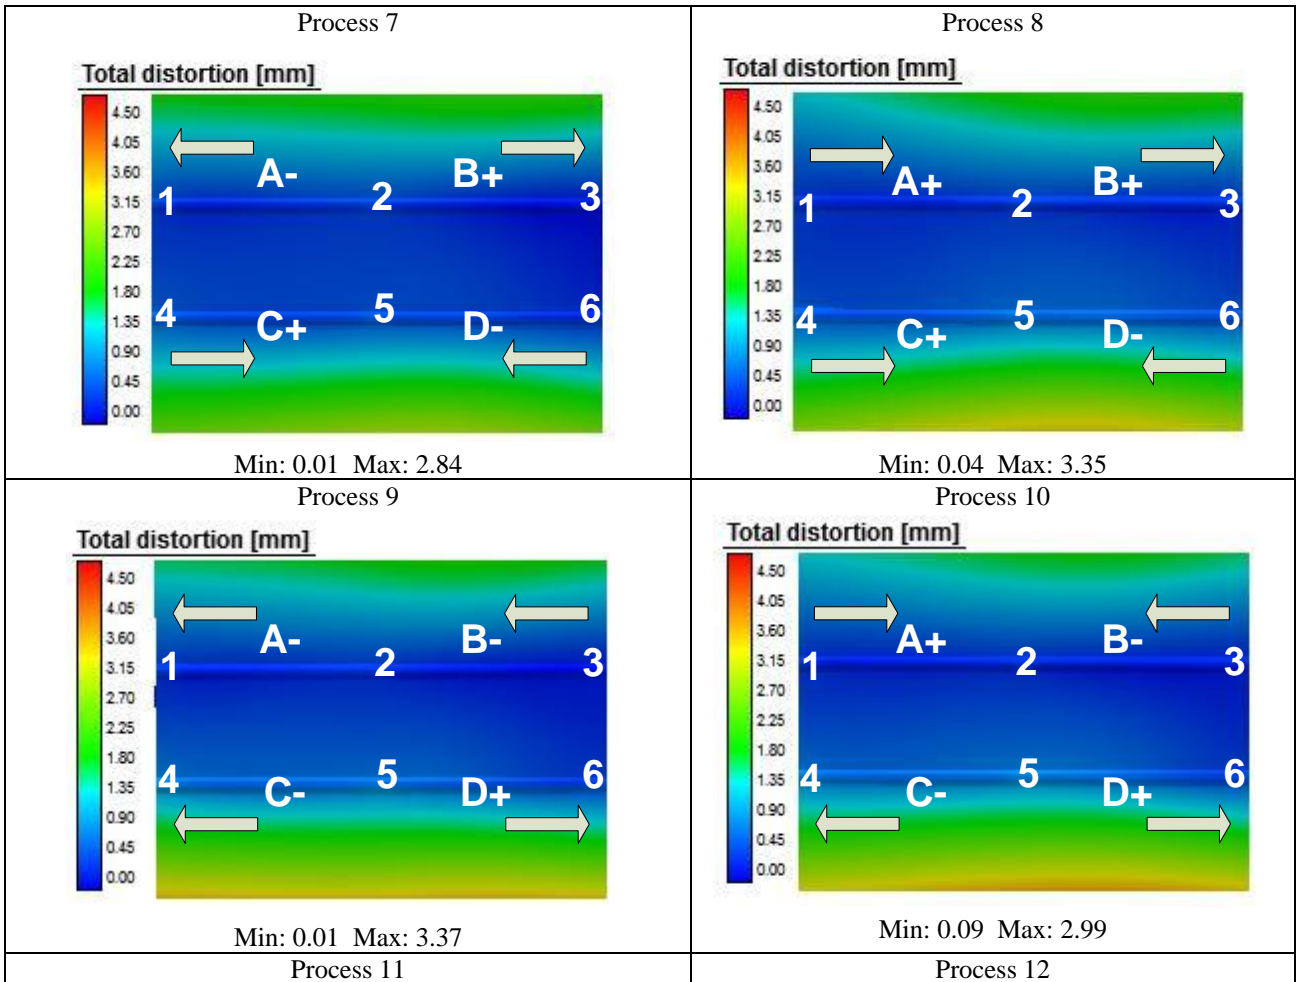 Process 7
Total distortion [mm]
4.50
4.05
3.60
3.15
2.70
2.25
1.80
1.35
0.90
0.45
0.00
A-
B+
1
2
3
4
5
6
C+
D-
Min: 0.01 Max: 2.84
Process 8
Total distortion [mm]
4.50
4.05
3.60
3.15
2.70
2.25
1.80
1.35
0.90
0.45
0.00
A+
B+
1
2
3
4
5
6
C+
D-
Min: 0.04 Max: 3.35
Process 9
Total distortion [mm]
4.50
4.05
3.60
3.15
2.70
2.25
1.80
1.35
0.90
0.45
0.00
A-
B-
1
2
3
4
5
6
C-
D+
Min: 0.01 Max: 3.37
Process 10
Total distortion [mm]
4.50
4.05
3.60
3.15
2.70
2.25
1.80
1.35
0.90
0.45
0.00
A+
B-
1
2
3
4
5
6
C-
D+
Min: 0.09 Max: 2.99
Process 11
Process 12